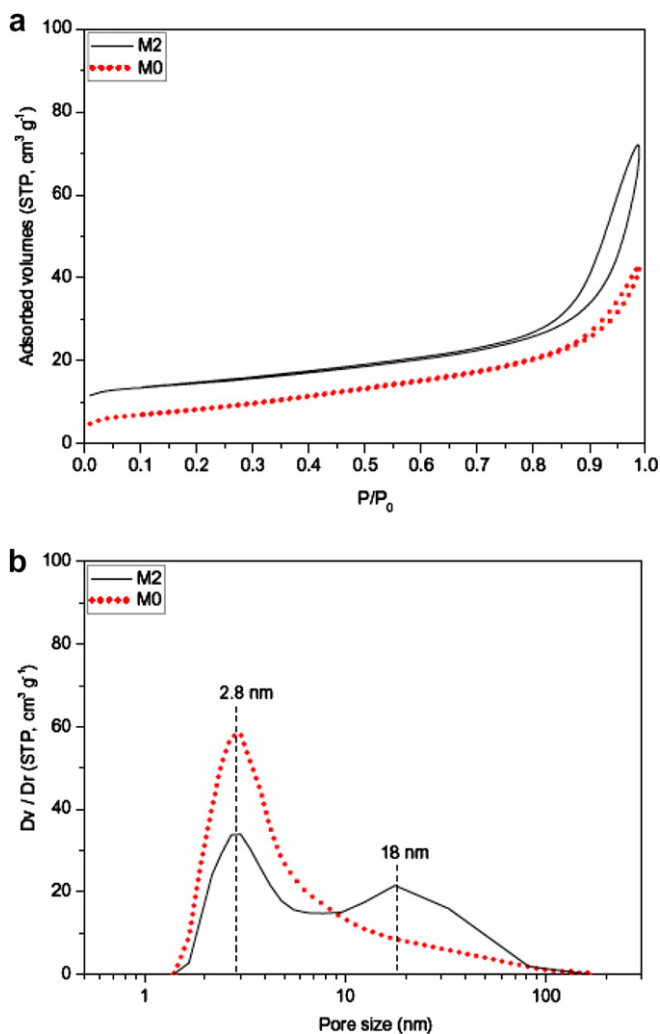 a
M2
M0
100
80
60
40
20
0
Adsorbed volumes (STP, cm³ g⁻¹)
0.0 0.1 0.2 0.3 0.4 0.5 0.6 0.7 0.8 0.9 1.0
P/P₀
b
M2
M0
100
80
60
40
20
0
2.8 nm
18 nm
Dv / Dr (STP, cm³ g⁻¹)
1 10 100
Pore size (nm)